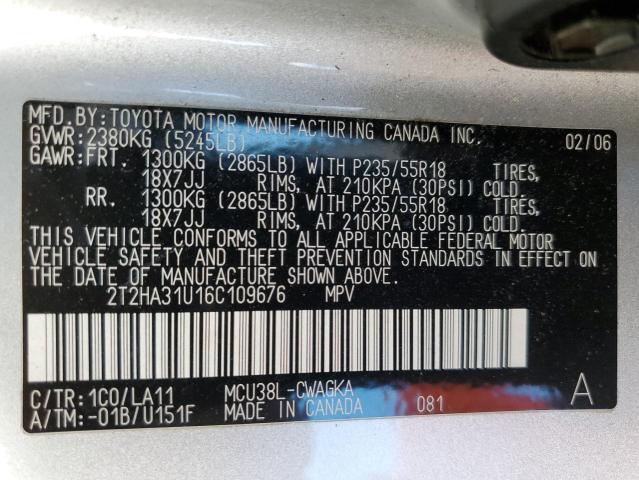 MFD.BY:TOYOTA MOTOR MANUFACTURING CANADA INC. 02/06
GVWR:2380KG (5245LB)
GAWR:FRT. 1300KG (2865LB) WITH P235/55R18 TIRES,
18X7JJ RIMS, AT 210KPA (30PSI) COLD.
RR. 1300KG (2865LB) WITH P235/55R18 TIRES,
18X7JJ RIMS, AT 210KPA (30PSI) COLD.
THIS VEHICLE CONFORMS TO ALL APPLICABLE FEDERAL MOTOR
VEHICLE SAFETY AND THEFT PREVENTION STANDARDS IN EFFECT ON
THE DATE OF MANUFACTURE SHOWN ABOVE.
2T2HA31U16C109676 MPV
C/TR:1C0/LA11 MCU38L-CWAGKA A
A/TM:-01B/U151F MADE IN CANADA 081